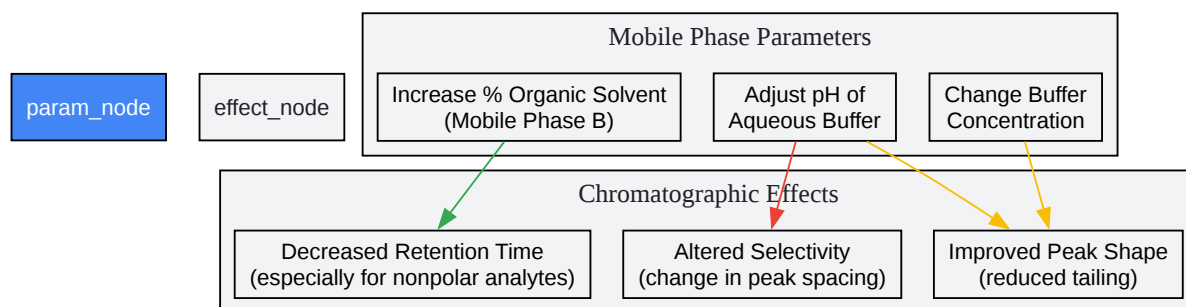 Mobile Phase Parameters
param_node
effect_node
Increase % Organic Solvent
(Mobile Phase B)
Adjust pH of
Aqueous Buffer
Change Buffer
Concentration
Chromatographic Effects
Decreased Retention Time
(especially for nonpolar analytes)
Altered Selectivity
(change in peak spacing)
Improved Peak Shape
(reduced tailing)